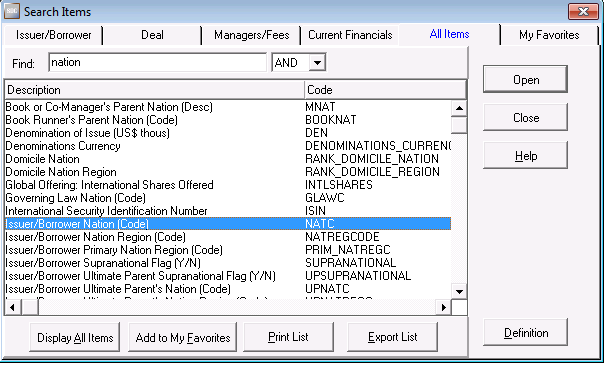 Search Items
Issuer/Borrower Deal Managers/Fees Current Financials All Items My Favorites
Find: nation AND
Open
Description Code
Book or Co-Manager's Parent Nation (Desc) MNAT
Book Runner's Parent Nation (Code) BOOKNAT
Close
Denomination of Issue (US$ thous) DEN
Denominations Currency DENOMINATIONS_CURREN
Help
Domicile Nation RANK_DOMICILE_NATION
Domicile Nation Region RANK_DOMICILE_REGION
Global Offering: International Shares Offered INTLSHARES
Governing Law Nation (Code) GLAWC
International Security Identification Number ISIN
Issuer/Borrower Nation (Code) NATC
Issuer/Borrower Nation Region (Code) NATREGCODE
Issuer/Borrower Primary Nation Region (Code) PRIM_NATREGC
Issuer/Borrower Supranational Flag (Y/N) SUPRANATIONAL
Issuer/Borrower Ultimate Parent Supranational Flag (Y/N) UPSUPRANATIONAL
Issuer/Borrower Ultimate Parent's Nation (Code) UPNATC
Display All Items Add to My Favorites Print List Export List Definition